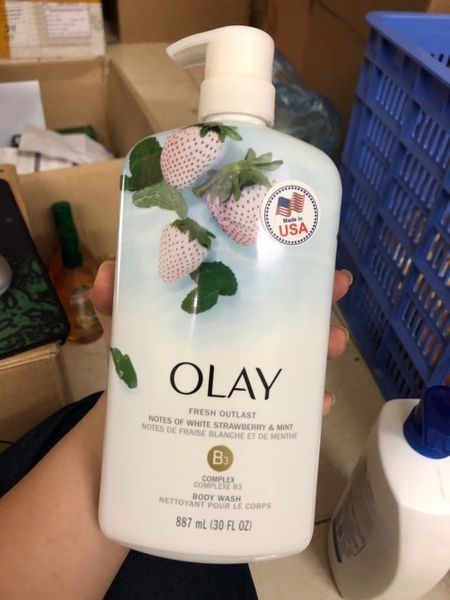 Made in
USA
OLAY
FRESH OUTLAST
NOTES OF WHITE STRAWBERRY & MINT
NOTES DE FRAISE BLANCHE ET DE MENTHE
B3
COMPLEX
COMPLEXE B3
BODY WASH
NETTOYANT POUR LE CORPS
887 mL (30 FL OZ)